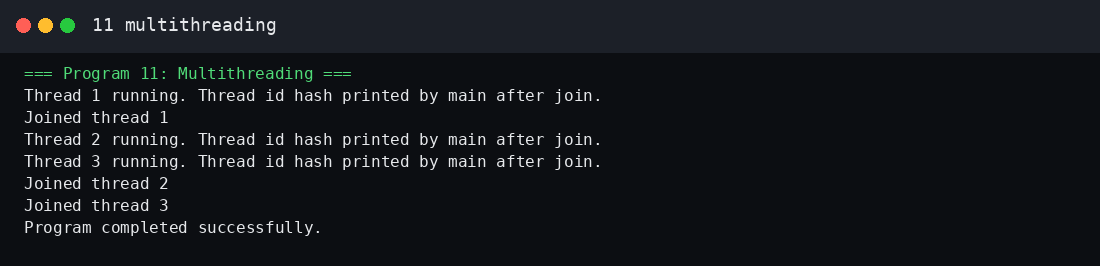 11 multithreading
=== Program 11: Multithreading ===
Thread 1 running. Thread id hash printed by main after join.
Joined thread 1
Thread 2 running. Thread id hash printed by main after join.
Thread 3 running. Thread id hash printed by main after join.
Joined thread 2
Joined thread 3
Program completed successfully.